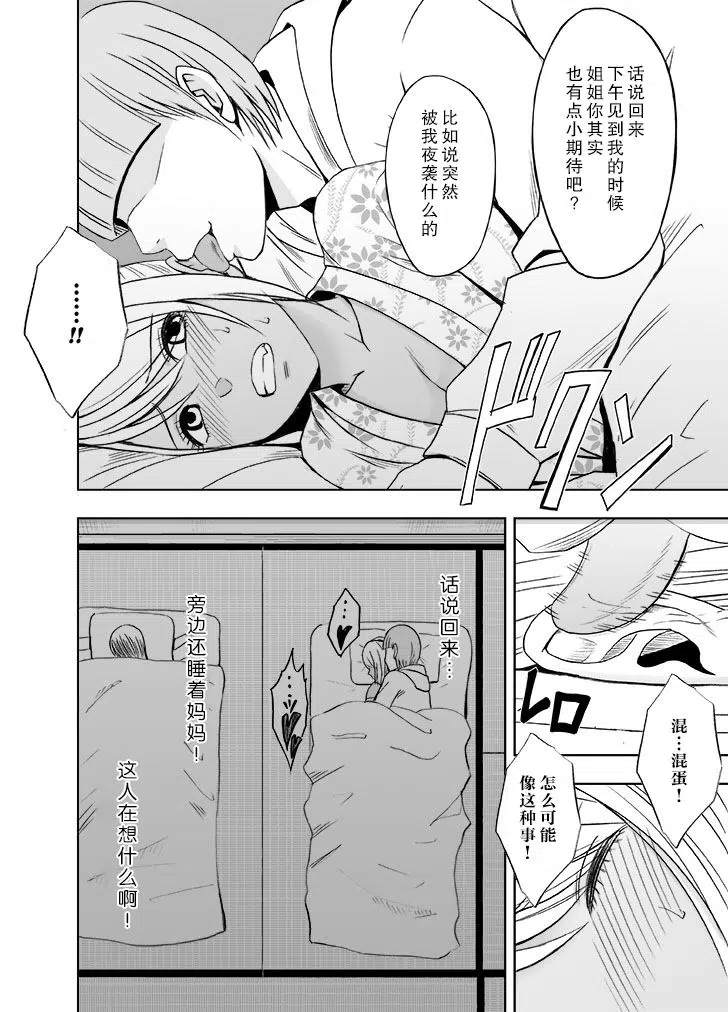 话说回来
下午见到我的时候
姐姐你其实
也有点小期待吧？
比如说突然
被我夜袭什么的
……!!
ドクン
レロ
混…混蛋！
怎么可能
像这种事！
话说回来…
…
…
旁边还睡着妈妈！
这人在想什么啊！